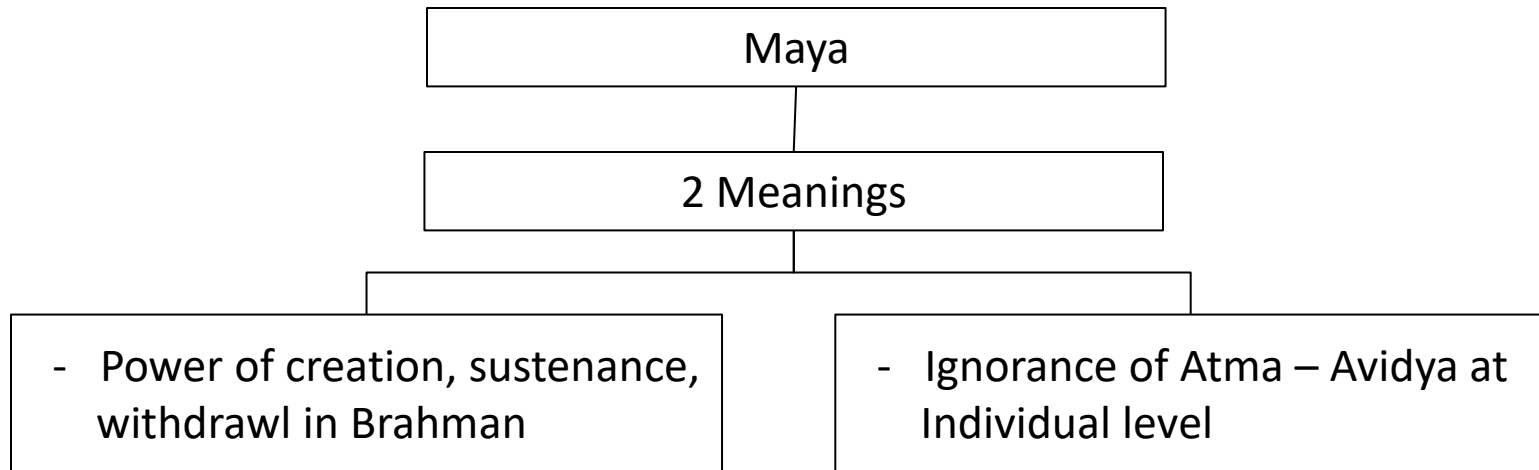 Maya
2 Meanings
- Power of creation, sustenance,
withdrawl in Brahman
- Ignorance of Atma – Avidya at
Individual level